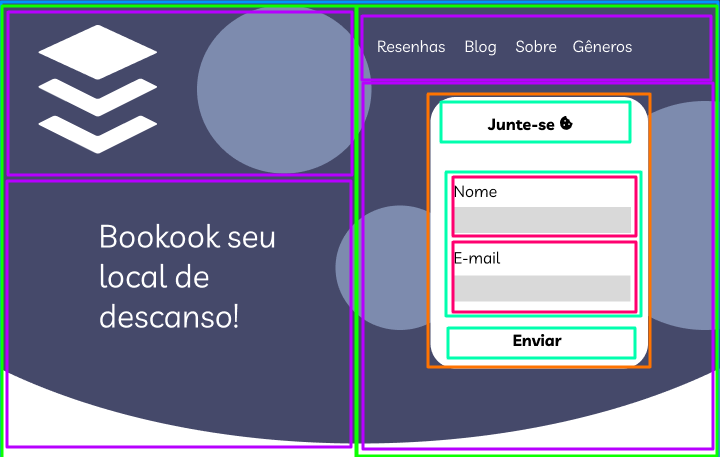 Resenhas Blog Sobre Gêneros
Bookook seu
local de
descanso!
Junte-se
Nome
E-mail
Enviar